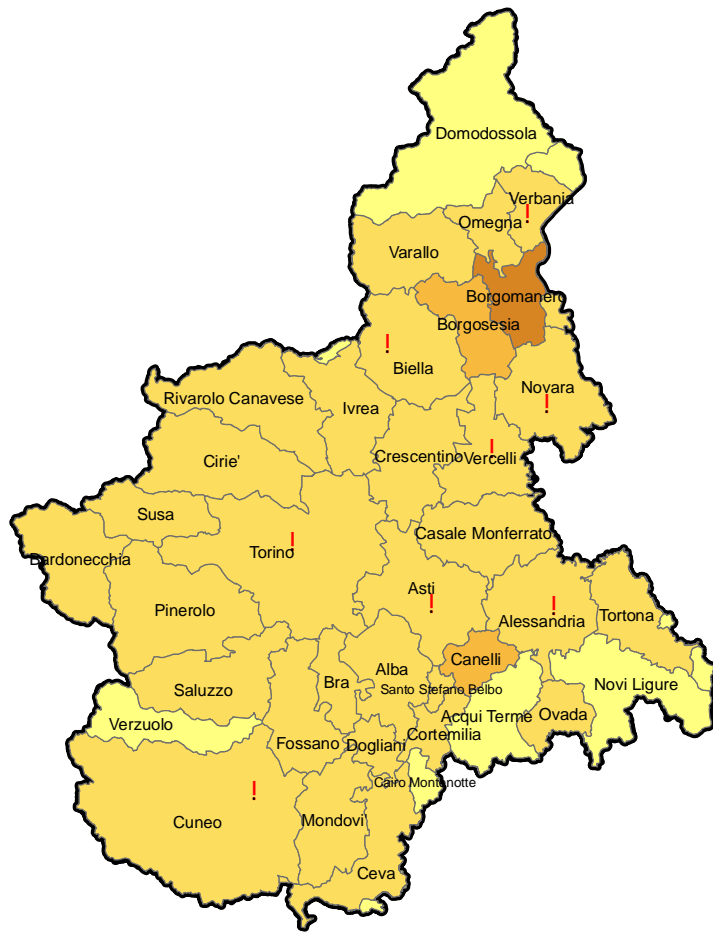 Domodossola
Verbania
!
Omegna
Varallo
Borgomanero
Borgosesia
!
Biella
Novara
!
Rivarolo Canavese
Ivrea
Crescentino
!
Vercelli
Cirie'
Susa
Casale Monferrato
!
Torino
Bardonecchia
Asti
!
!
Alessandria
Tortona
Pinerolo
Canelli
Alba
Bra
Saluzzo
Santo Stefano Belbo
Novi Ligure
Acqui Terme
Ovada
Verzuolo
Cortemilia
Fossano
Dogliani
Cairo Montenotte
!
Cuneo
Mondovi'
Ceva